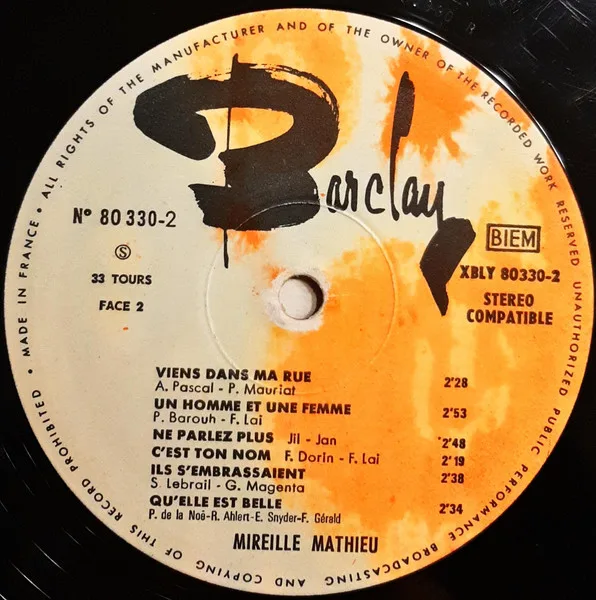 MADE IN FRANCE • ALL RIGHTS OF THE MANUFACTURER AND OF THE OWNER OF THE RECORDED WORK RESERVED UNAUTHORIZED PUBLIC PERFORMANCE BROADCASTING AND COPYING OF THIS RECORD PROHIBITED •
Barclay
N° 80 330-2
BIEM
S
XBLY 80330-2
33 TOURS
STEREO
FACE 2
COMPATIBLE
VIENS DANS MA RUE
A. Pascal - P. Mauriat 2'28
UN HOMME ET UNE FEMME
P. Barouh - F. Lai 2'53
NE PARLEZ PLUS Jil - Jan 2'48
C'EST TON NOM F. Dorin - F. Lai 2'19
ILS S'EMBRASSAIENT
S. Lebrail - G. Magenta 2'38
QU'ELLE EST BELLE
P. de la Noë-R. Ahlert-E. Snyder-F. Gérald 2'34
MIREILLE MATHIEU